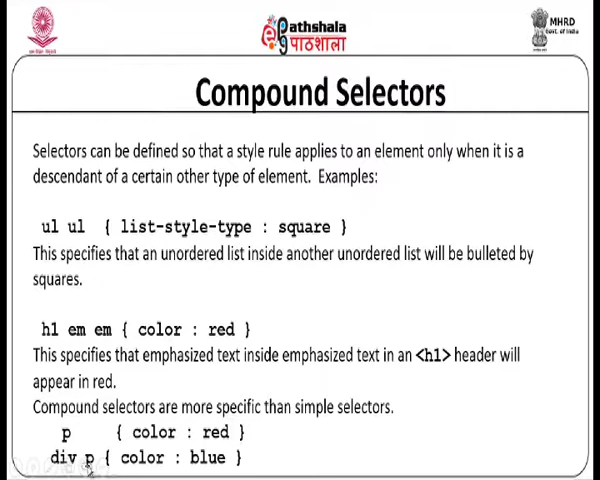 Pathshala
पाठशाला
MHRD
Govt. of India
Compound Selectors
Selectors can be defined so that a style rule applies to an element only when it is a
descendant of a certain other type of element. Examples:
ul ul { list-style-type : square }
This specifies that an unordered list inside another unordered list will be bulleted by
squares.
h1 em em { color : red }
This specifies that emphasized text inside emphasized text in an <h1> header will
appear in red.
Compound selectors are more specific than simple selectors.
p { color : red }
div p { color : blue }